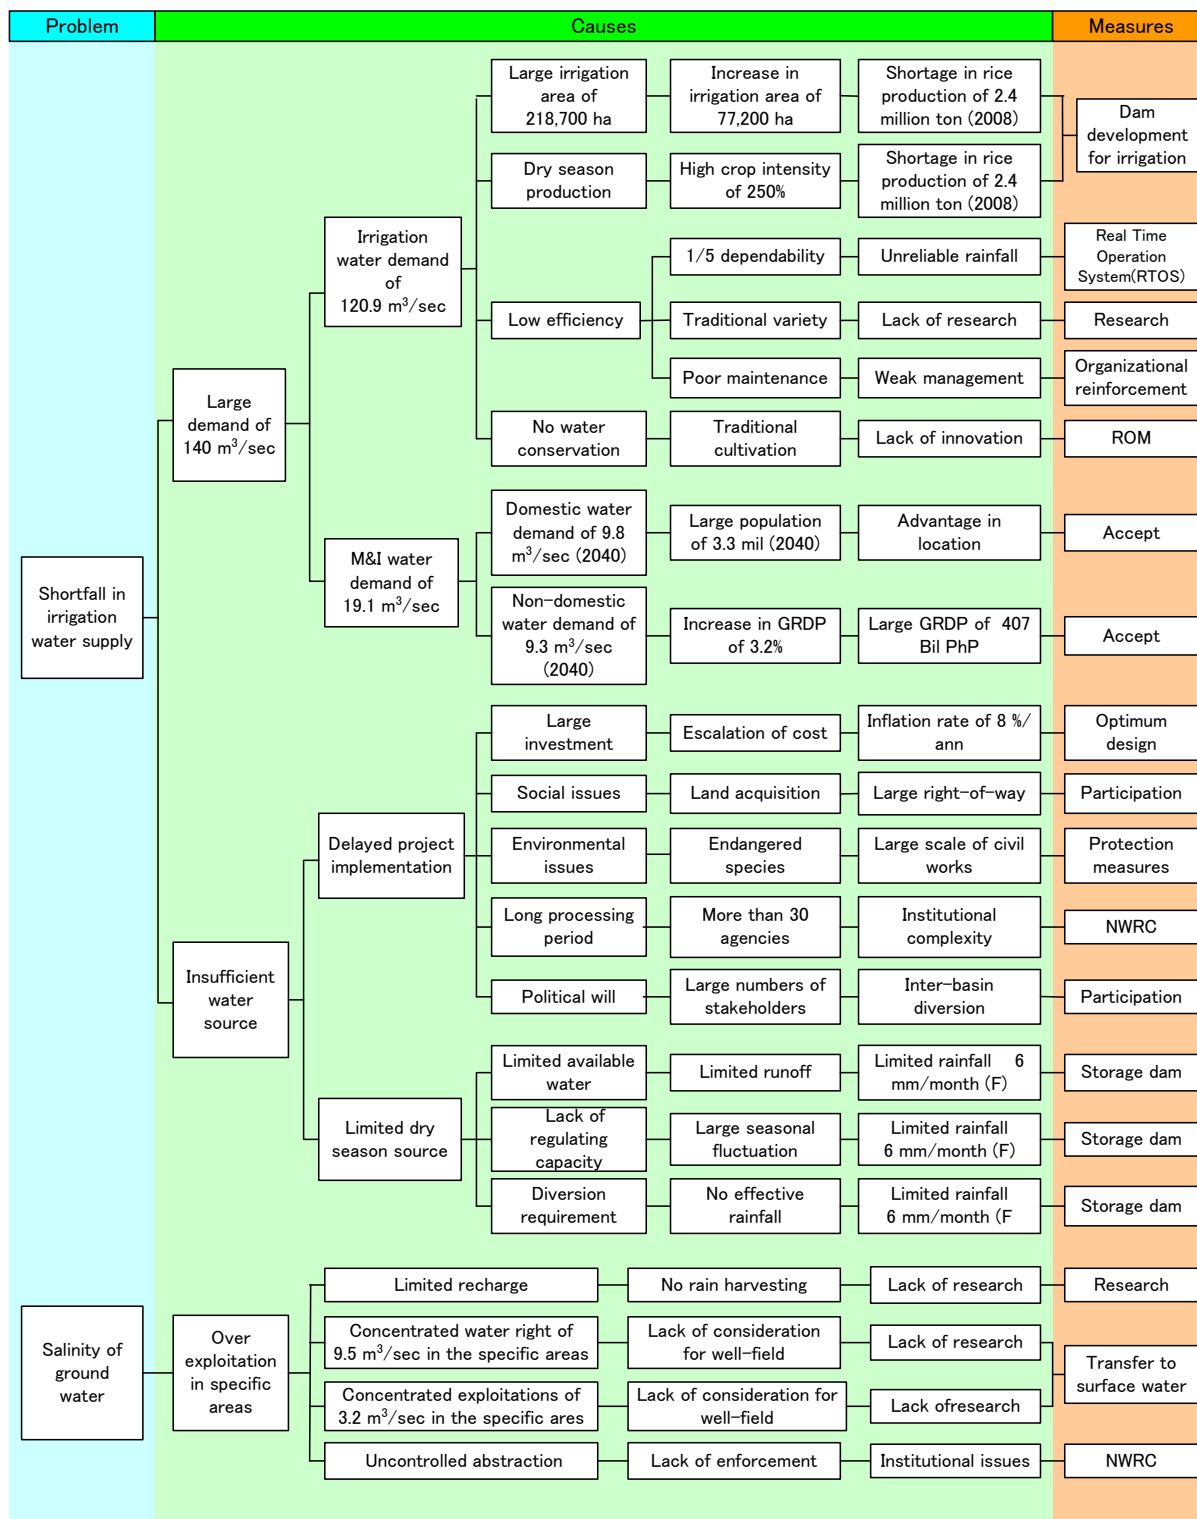 Problem
Causes
Measures
Large irrigation
area of
218,700 ha
Increase in
irrigation area of
77,200 ha
Shortage in rice
production of 2.4
million ton (2008)
Dam
development
for irrigation
Dry season
production
High crop intensity
of 250%
Shortage in rice
production of 2.4
million ton (2008)
Irrigation
water demand
of
120.9 m³/sec
1/5 dependability
Unreliable rainfall
Real Time
Operation
System(RTOS)
Low efficiency
Traditional variety
Lack of research
Research
Poor maintenance
Weak management
Organizational
reinforcement
Large
demand of
140 m³/sec
No water
conservation
Traditional
cultivation
Lack of innovation
ROM
Domestic water
demand of 9.8
m³/sec (2040)
Large population
of 3.3 mil (2040)
Advantage in
location
Accept
M&I water
demand of
19.1 m³/sec
Non-domestic
water demand of
9.3 m³/sec
(2040)
Increase in GRDP
of 3.2%
Large GRDP of 407
Bil PhP
Accept
Shortfall in
irrigation
water supply
Large
investment
Escalation of cost
Inflation rate of 8 %/
ann
Optimum
design
Social issues
Land acquisition
Large right-of-way
Participation
Delayed project
implementation
Environmental
issues
Endangered
species
Large scale of civil
works
Protection
measures
Long processing
period
More than 30
agencies
Institutional
complexity
NWRC
Insufficient
water
source
Political will
Large numbers of
stakeholders
Inter-basin
diversion
Participation
Limited available
water
Limited runoff
Limited rainfall 6
mm/month (F)
Storage dam
Limited dry
season source
Lack of
regulating
capacity
Large seasonal
fluctuation
Limited rainfall
6 mm/month (F)
Storage dam
Diversion
requirement
No effective
rainfall
Limited rainfall
6 mm/month (F
Storage dam
Limited recharge
No rain harvesting
Lack of research
Research
Salinity of
ground
water
Over
exploitation
in specific
areas
Concentrated water right of
9.5 m³/sec in the specific areas
Lack of consideration
for well-field
Lack of research
Transfer to
surface water
Concentrated exploitations of
3.2 m³/sec in the specific ares
Lack of consideration for
well-field
Lack ofresearch
Uncontrolled abstraction
Lack of enforcement
Institutional issues
NWRC